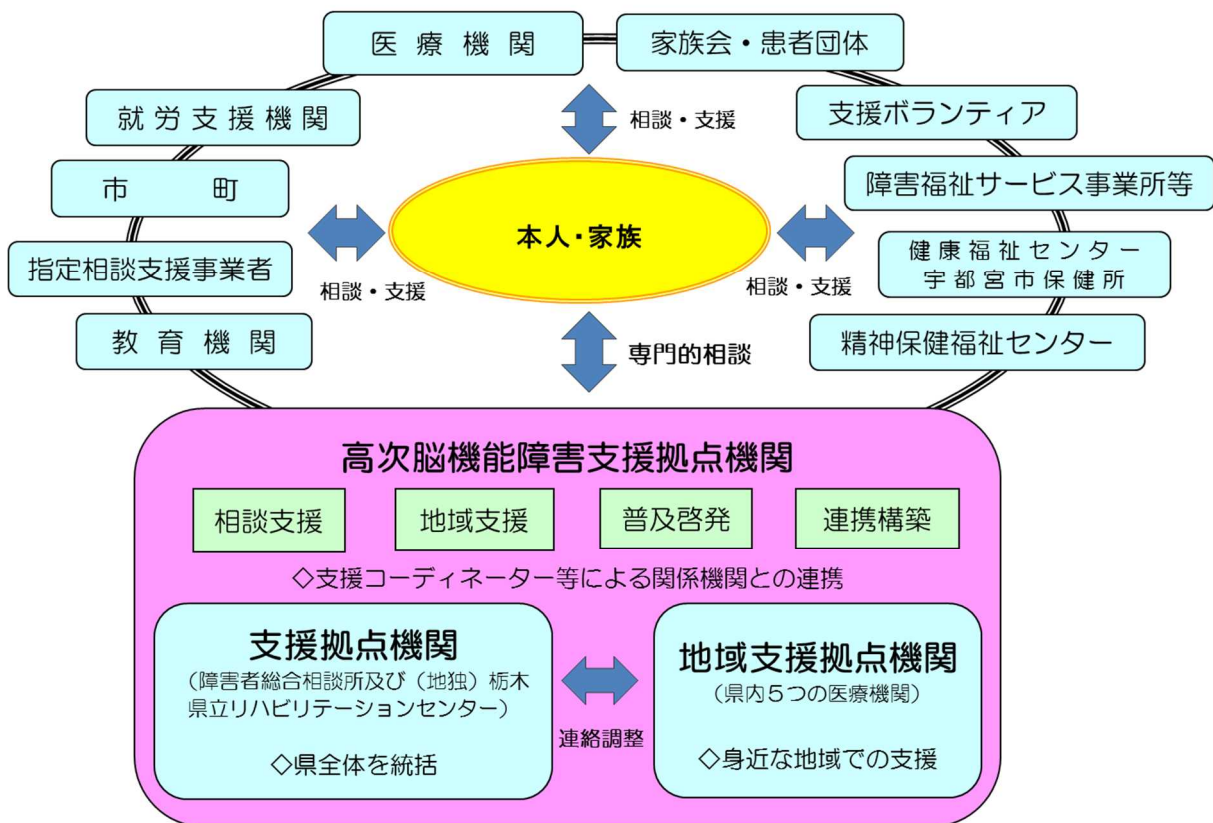 医療機関
家族会・患者団体
就労支援機関
相談・支援
支援ボランティア
市町
障害福祉サービス事業所等
本人・家族
指定相談支援事業者
健康福祉センター
宇都宮市保健所
相談・支援
相談・支援
教育機関
専門的相談
精神保健福祉センター
高次脳機能障害支援拠点機関
相談支援
地域支援
普及啓発
連携構築
◇支援コーディネーター等による関係機関との連携
支援拠点機関
（障害者総合相談所及び（地独）栃木
県立リハビリテーションセンター）
◇県全体を統括
連絡調整
地域支援拠点機関
（県内５つの医療機関）
◇身近な地域での支援